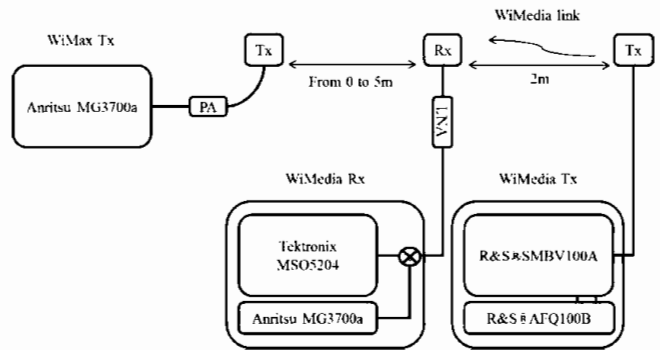 WiMedia link
WiMax Tx
Tx
Rx
Tx
From 0 to 5m
2m
Anritsu MG3700a
PA
LNA
WiMedia Rx
WiMedia Tx
Tektronix
MSO5204
R&S®SMBV100A
Anritsu MG3700a
R&S®AFQ100B